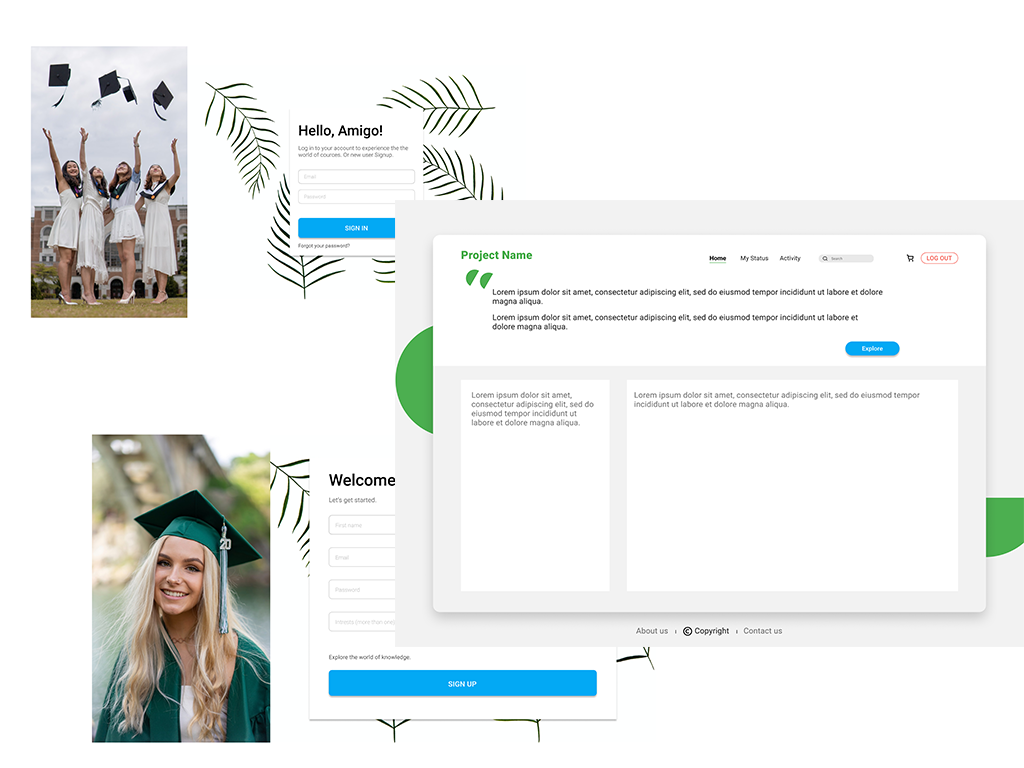 Hello, Amigo!
Log in to your account to experience the the
world of cources. Or new user Signup.
Email
Password
SIGN IN
Forgot your password?
Project Name
Home
My Status
Activity
Search
LOG OUT
Lorem ipsum dolor sit amet, consectetur adipiscing elit, sed do eiusmod tempor incididunt ut labore et dolore
magna aliqua.
Lorem ipsum dolor sit amet, consectetur adipiscing elit, sed do eiusmod tempor incididunt ut labore et
dolore magna aliqua.
Explore
Lorem ipsum dolor sit amet,
consectetur adipiscing elit, sed do
eiusmod tempor incididunt ut
labore et dolore magna aliqua.
Lorem ipsum dolor sit amet, consectetur adipiscing elit, sed do eiusmod tempor
incididunt ut labore et dolore magna aliqua.
About us
© Copyright
Contact us
20
Welcome
Let's get started.
First name
Email
Password
Intrests (more than one)
Explore the world of knowledge.
SIGN UP